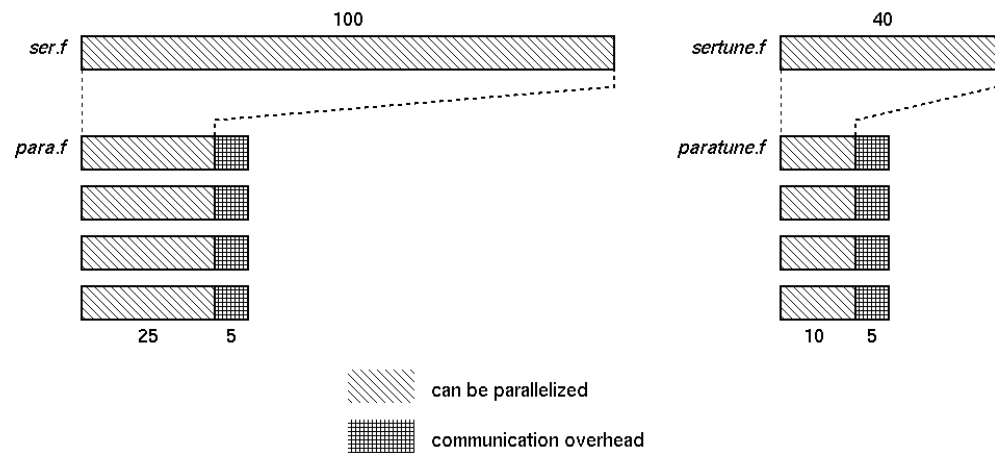 100
40
ser.f
sertune.f
para.f
paratune.f
25
5
10
5
can be parallelized
communication overhead